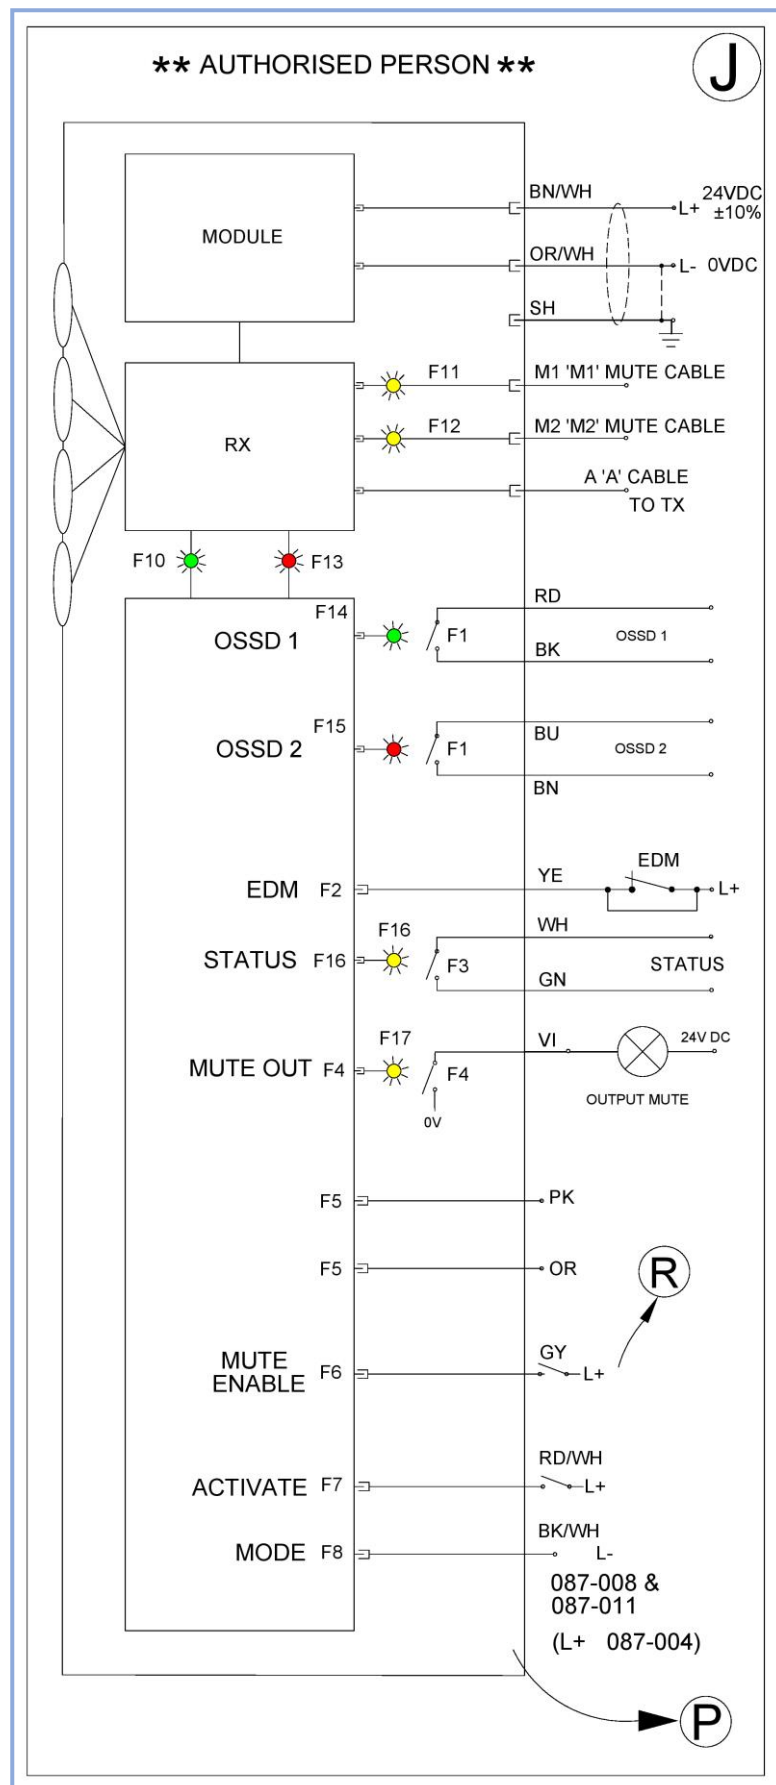 ** AUTHORISED PERSON **
J
BN/WH
24VDC
L+ ±10%
MODULE
OR/WH
L- 0VDC
SH
F11
M1 'M1' MUTE CABLE
RX
F12
M2 'M2' MUTE CABLE
A 'A' CABLE
TO TX
F10
F13
RD
F14
OSSD 1
F1
OSSD 1
BK
F15
BU
OSSD 2
F1
OSSD 2
BN
EDM
YE
EDM F2
L+
F16
WH
STATUS F16
F3
STATUS
GN
F17
VI
24V DC
MUTE OUT F4
F4
OUTPUT MUTE
0V
F5
PK
F5
OR
R
GY
MUTE
ENABLE
F6
L+
RD/WH
ACTIVATE F7
L+
BK/WH
MODE F8
L-
087-008 &
087-011
(L+ 087-004)
P